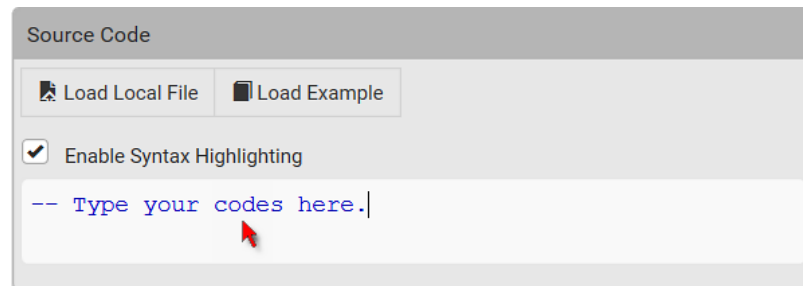 Source Code
Load Local File Load Example
Enable Syntax Highlighting
-- Type your codes here.